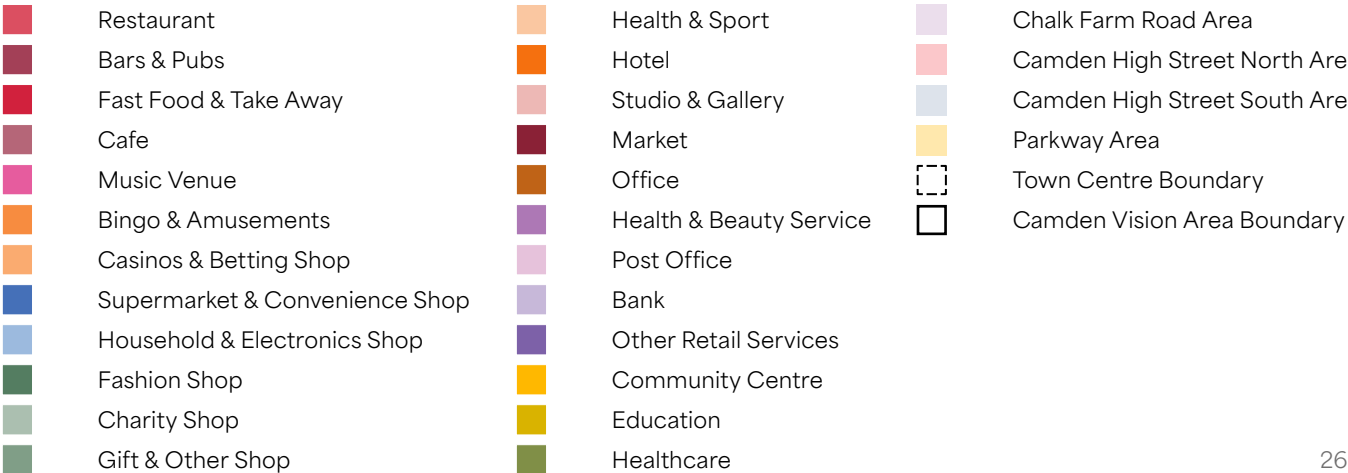 Restaurant
Bars & Pubs
Fast Food & Take Away
Cafe
Music Venue
Bingo & Amusements
Casinos & Betting Shop
Supermarket & Convenience Shop
Household & Electronics Shop
Fashion Shop
Charity Shop
Gift & Other Shop
Health & Sport
Hotel
Studio & Gallery
Market
Office
Health & Beauty Service
Post Office
Bank
Other Retail Services
Community Centre
Education
Healthcare
Chalk Farm Road Area
Camden High Street North Are
Camden High Street South Are
Parkway Area
Town Centre Boundary
Camden Vision Area Boundary
26